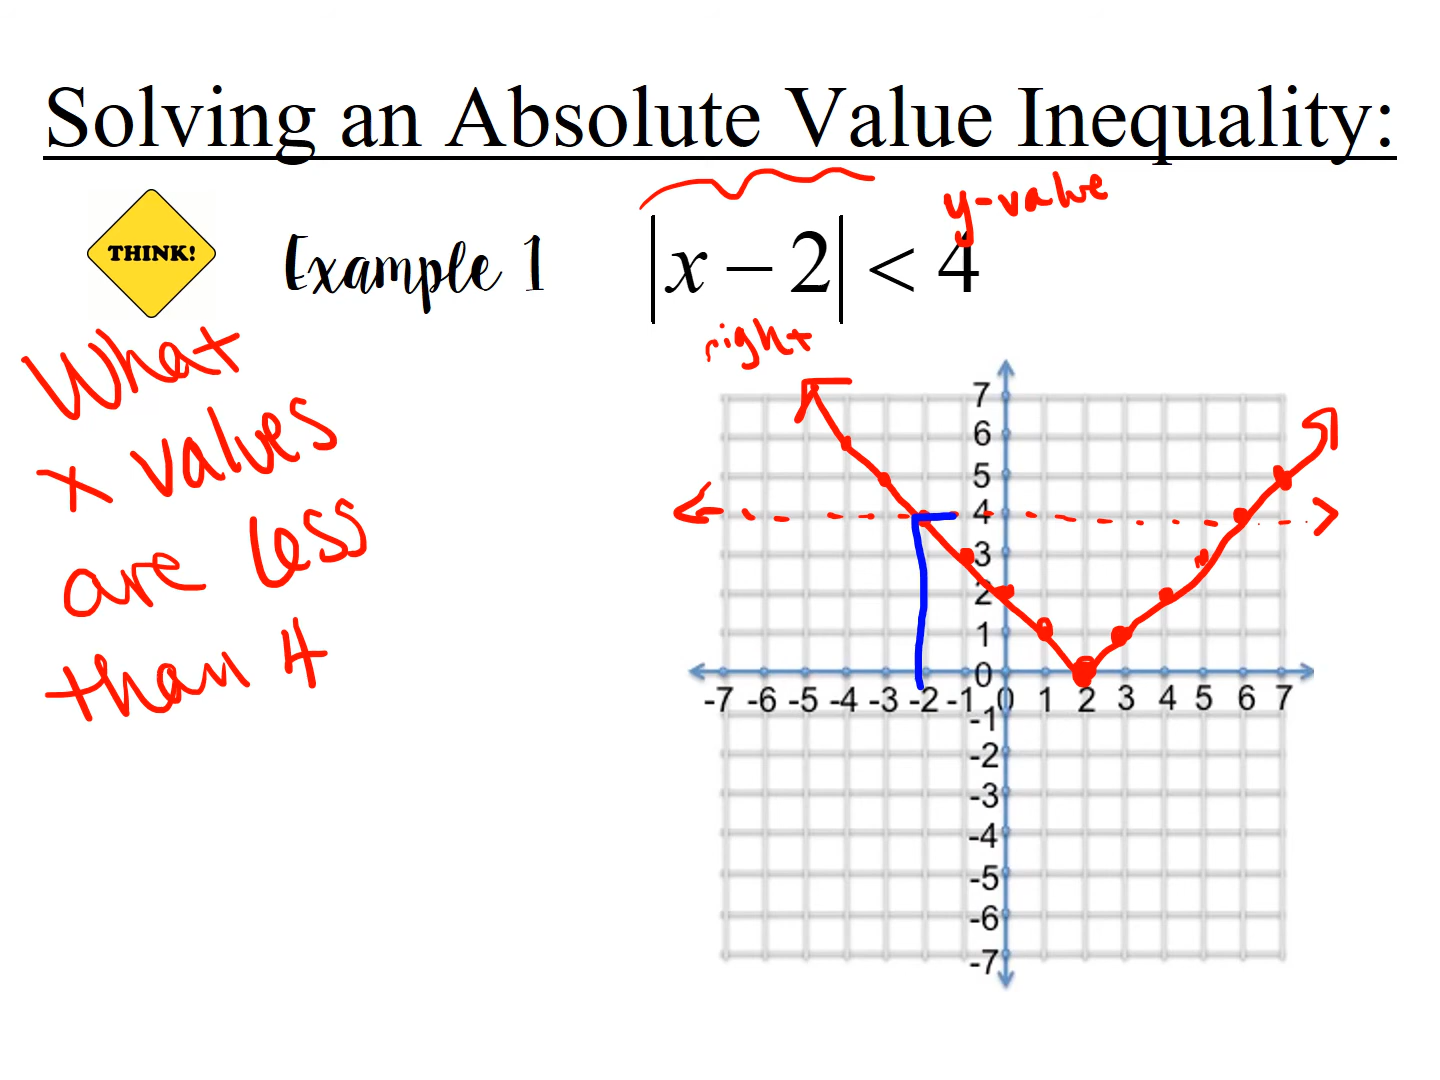 Solving an Absolute Value Inequality:
y-value
THINK!
Example 1
|x − 2| < 4
right
What
x values
are less
than 4
7
6
5
4
3
2
1
0
-7 -6 -5 -4 -3 -2 -1 0 1 2 3 4 5 6 7
-1
-2
-3
-4
-5
-6
-7